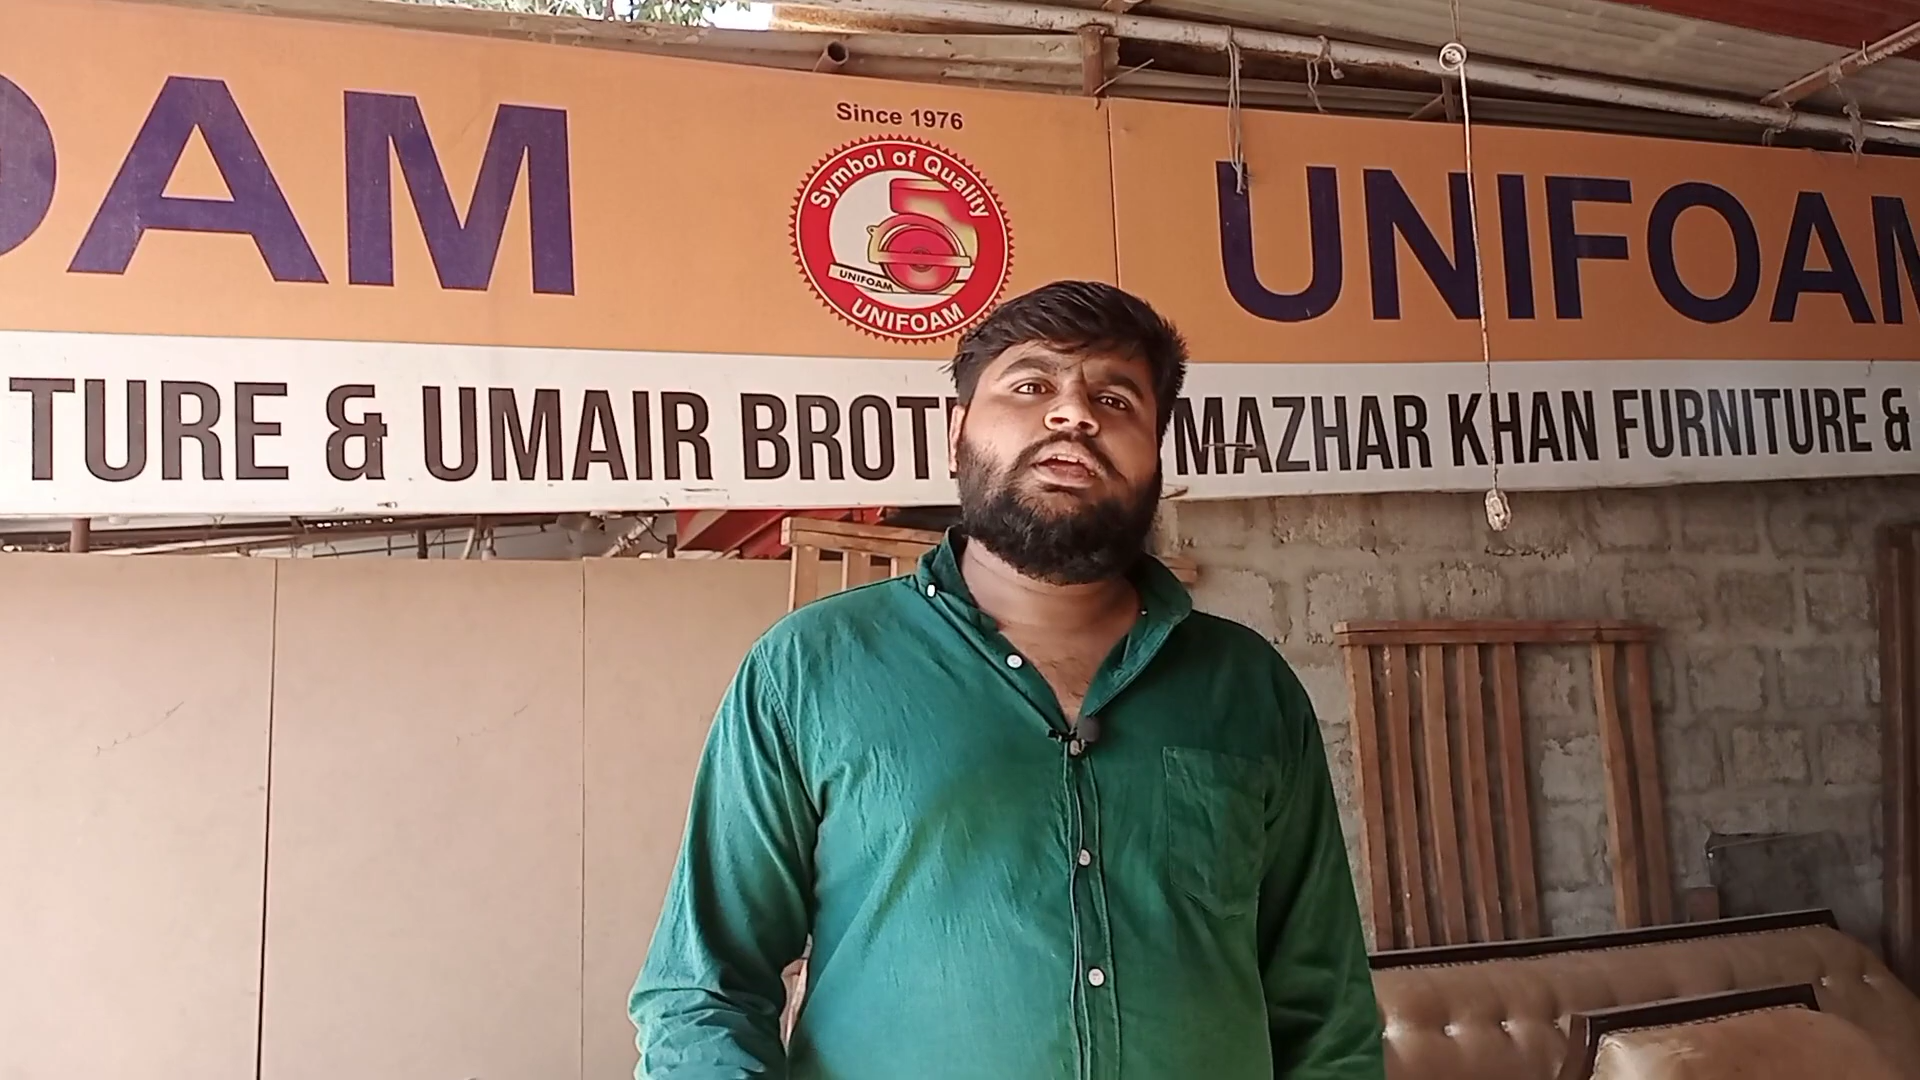 OAM
Since 1976
Symbol of Quality
UNIFOAM
UNIFOAM
UNIFOAM
TURE & UMAIR BROT
MAZHAR KHAN FURNITURE &